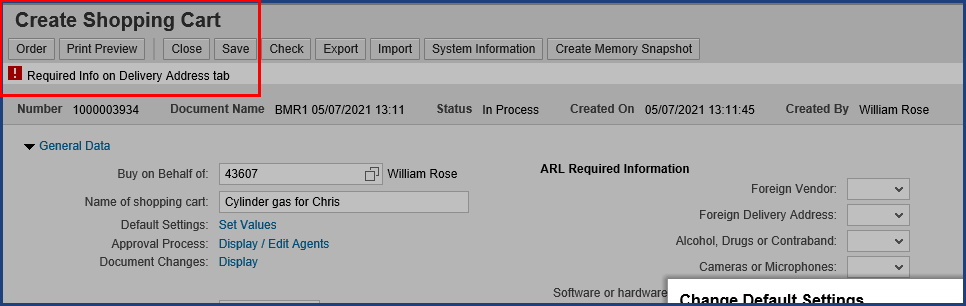 Create Shopping Cart
Order Print Preview Close Save Check Export Import System Information Create Memory Snapshot
! Required Info on Delivery Address tab
Number 1000003934 Document Name BMR1 05/07/2021 13:11 Status In Process Created On 05/07/2021 13:11:45 Created By William Rose
General Data
Buy on Behalf of: 43607 William Rose
ARL Required Information
Foreign Vendor:
Name of shopping cart: Cylinder gas for Chris
Foreign Delivery Address:
Default Settings: Set Values
Approval Process: Display / Edit Agents
Alcohol, Drugs or Contraband:
Document Changes: Display
Cameras or Microphones:
Software or hardware
Change Default Settings